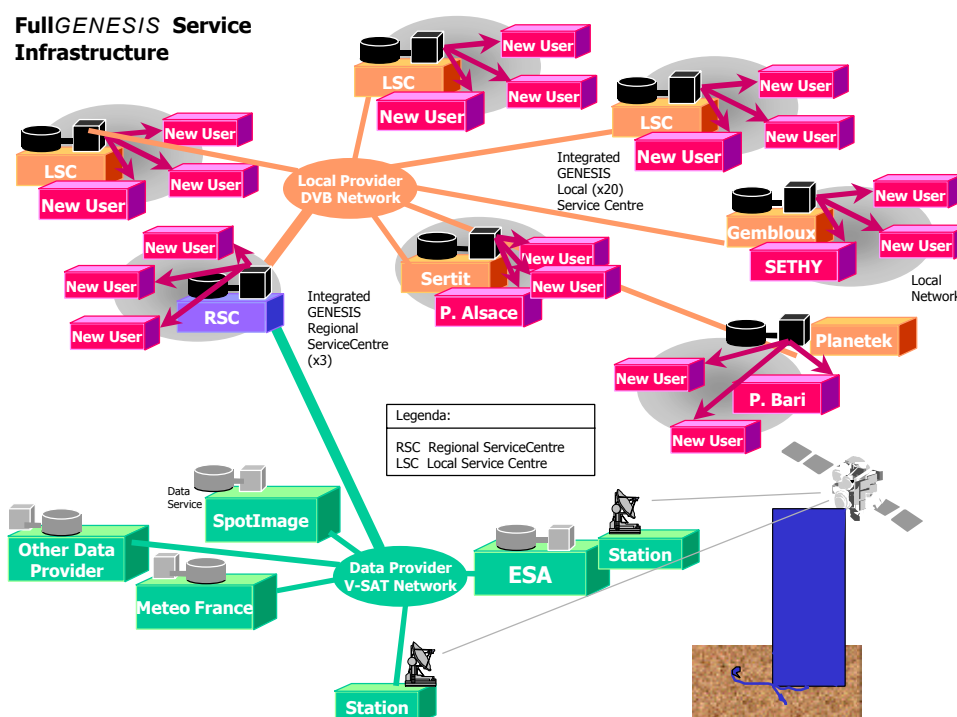 FullGENESIS Service
Infrastructure
New User
LSC
New User
New User
New User
LSC
New User
New User
New User
LSC
New User
New User
Local Provider
DVB Network
Integrated
GENESIS
Local (x20)
Service Centre
New User
Gembloux
New User
SETHY
Local
Network
New User
New User
New User
RSC
Sertit
New User
New User
P. Alsace
Integrated
GENESIS
Regional
ServiceCentre
(x3)
Planetek
New User
P. Bari
New User
Legenda:
RSC Regional ServiceCentre
LSC Local Service Centre
Data
Service
SpotImage
Other Data
Provider
Meteo France
Data Provider
V-SAT Network
ESA
Station
Station